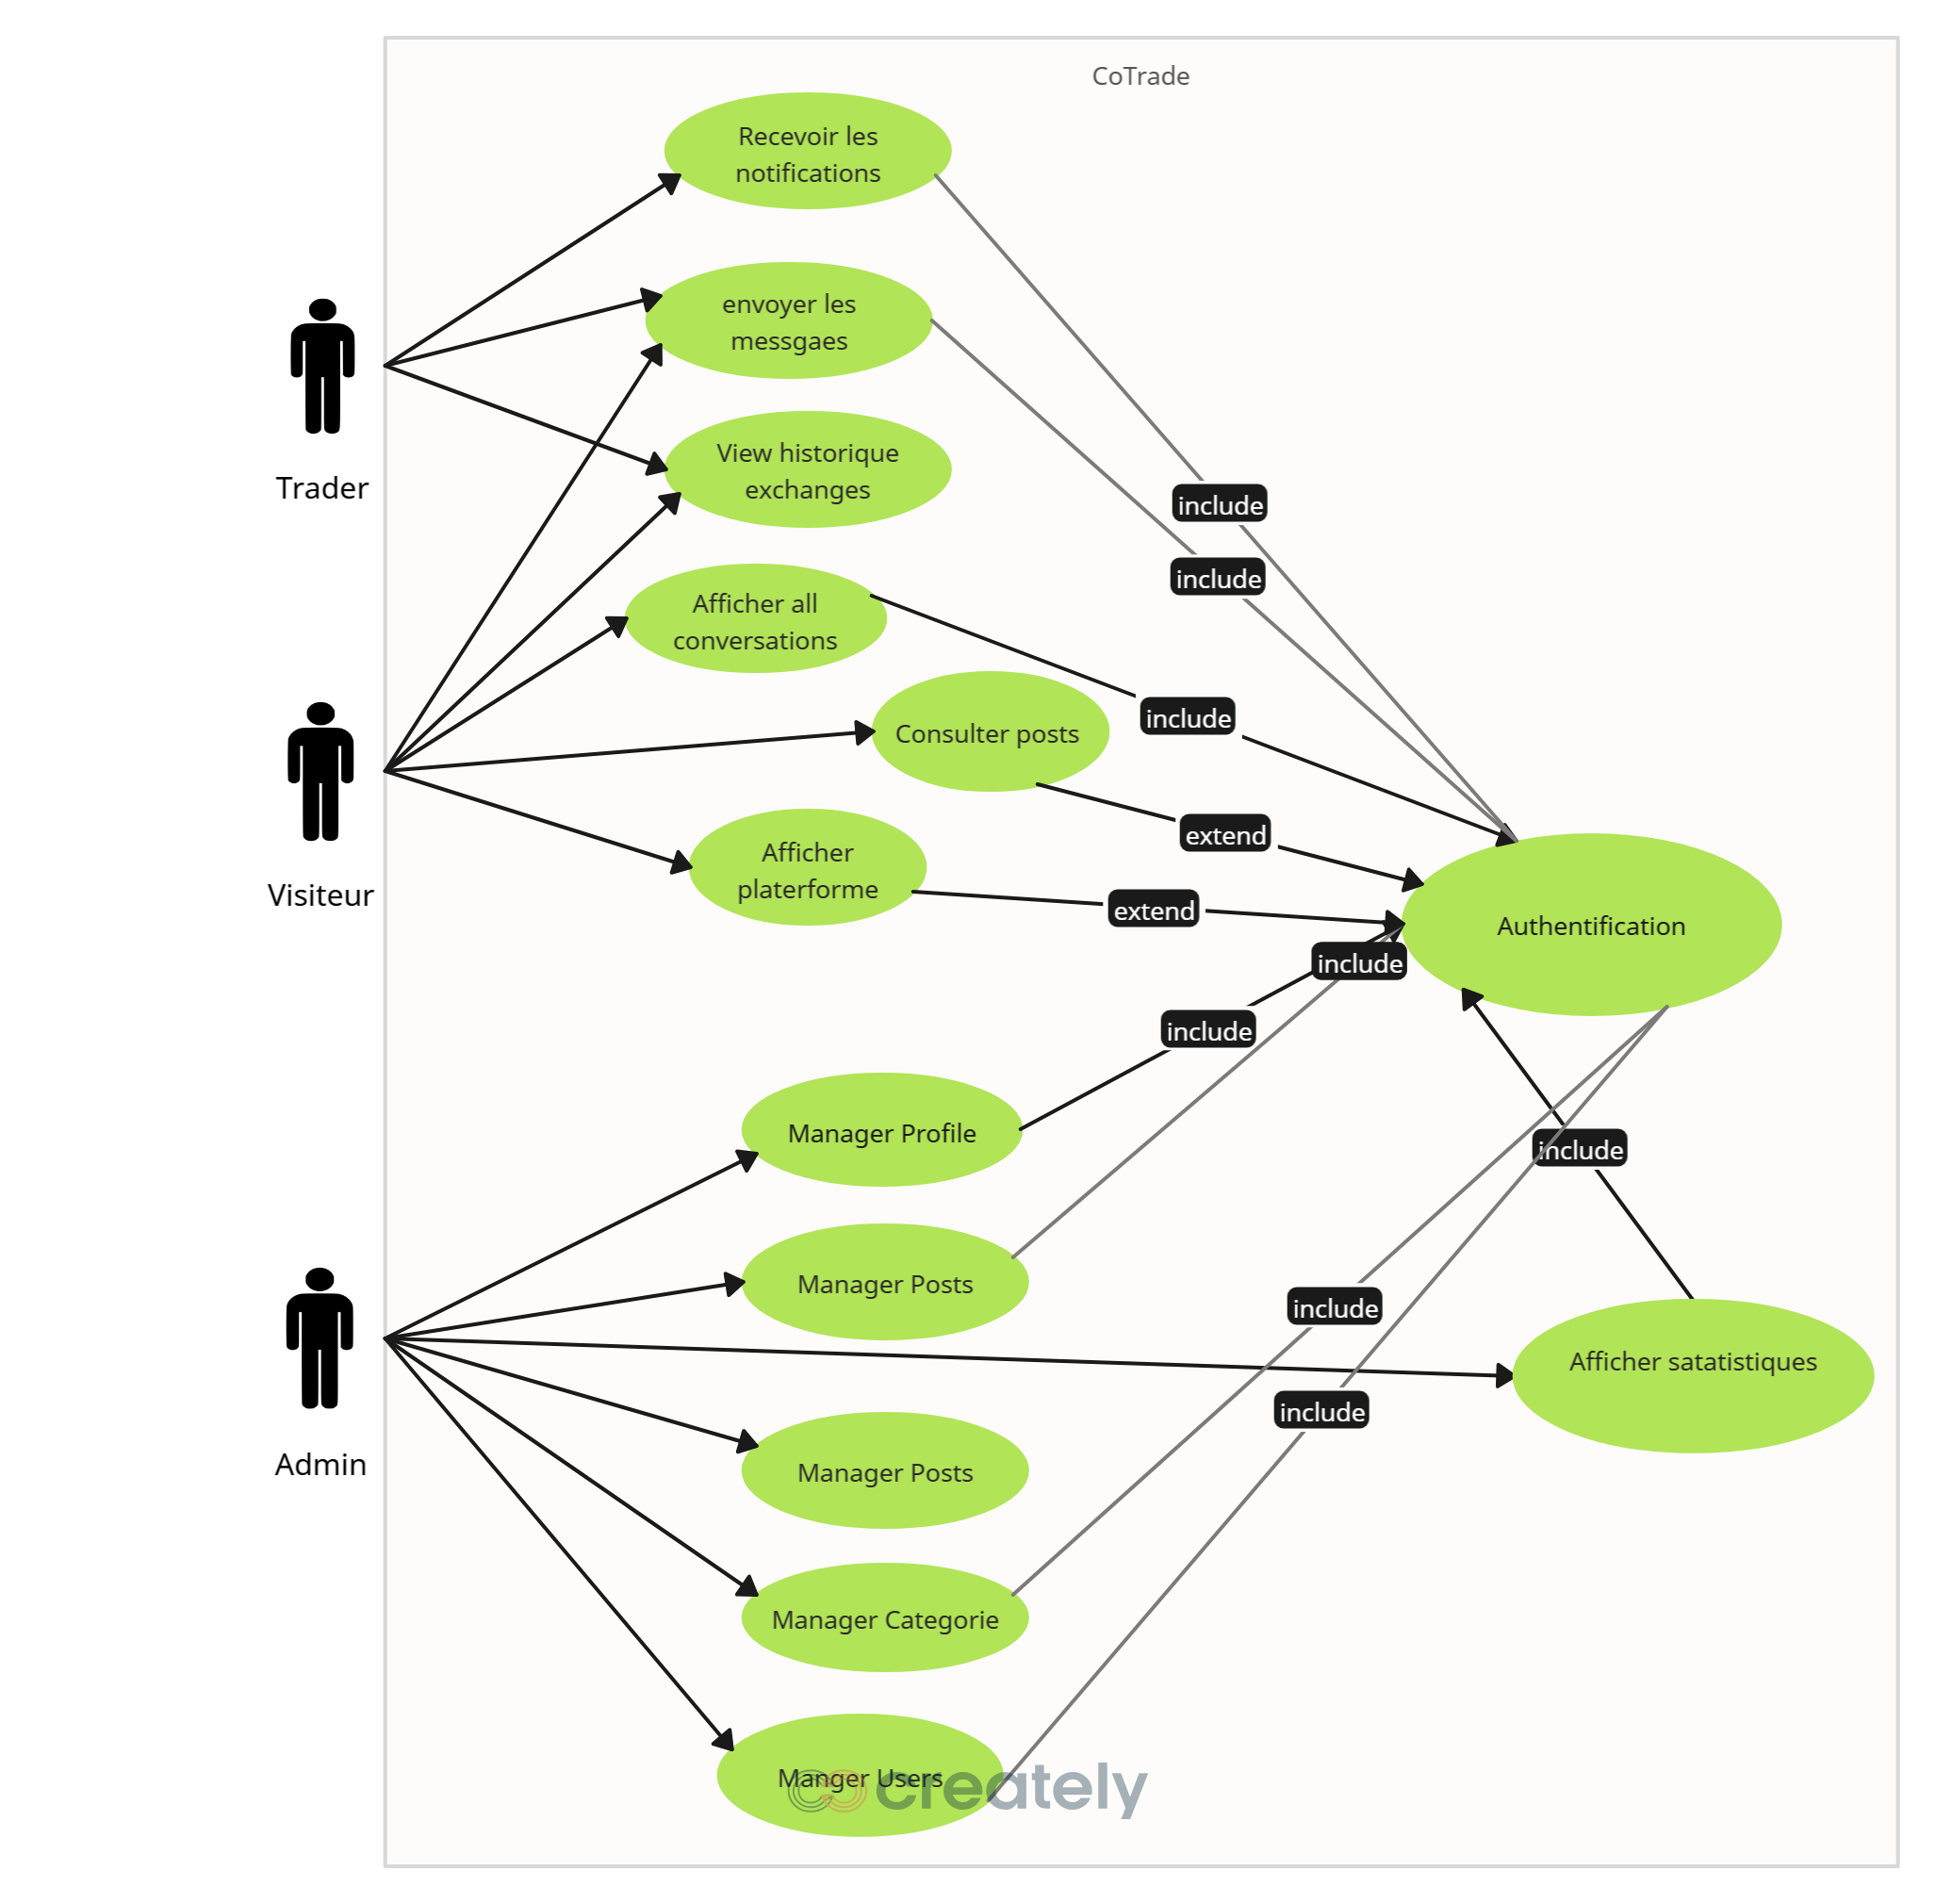 CoTrade
Recevoir les
notifications
envoyer les
messgaes
Trader
View historique
exchanges
include
include
Afficher all
conversations
include
Consulter posts
extend
Visiteur
Afficher
platerforme
extend
Authentification
include
include
Manager Profile
include
Manager Posts
include
Afficher satatistiques
include
Admin
Manager Posts
Manager Categorie
Manger Users
creately